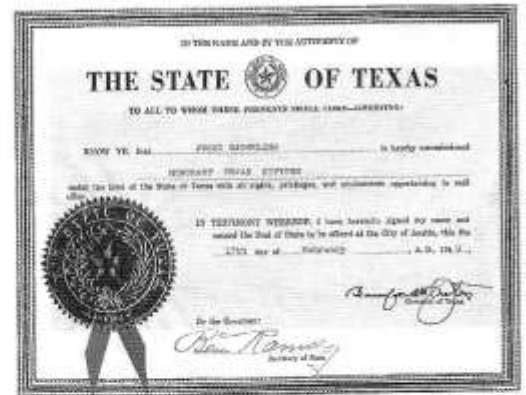 IN THE NAME AND BY THE AUTHORITY OF
THE STATE OF TEXAS
TO ALL TO WHOM THESE PRESENTS SHALL COME—GREETING:
KNOW YE, that is hereby commissioned
HONORARY TEXAS CITIZEN
under the laws of the State of Texas with all rights, privileges, and emoluments appertaining to said
office.
IN TESTIMONY WHEREOF, I have hereunto signed my name and
caused the Seal of State to be affixed at the City of Austin, this the
17th day of February, A.D. 19
Governor of Texas
By the Governor:
Ben Ramsey
Secretary of State